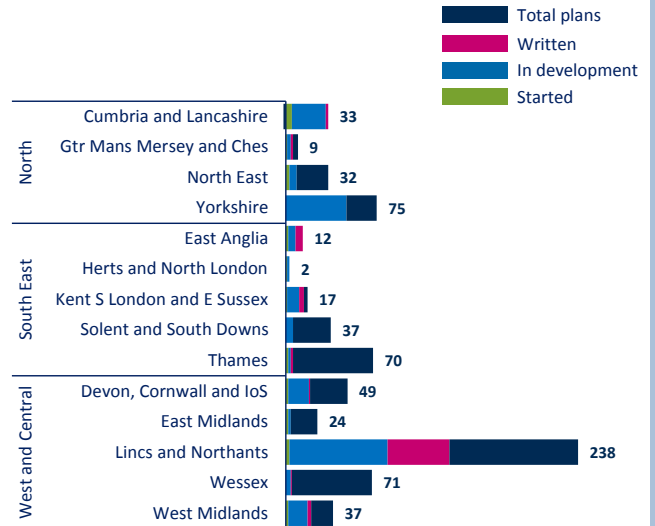 Total plans
Written
In development
Started
North
Cumbria and Lancashire 33
Gtr Mans Mersey and Ches 9
North East 32
Yorkshire 75
South East
East Anglia 12
Herts and North London 2
Kent S London and E Sussex 17
Solent and South Downs 37
Thames 70
West and Central
Devon, Cornwall and IoS 49
East Midlands 24
Lincs and Northants 238
Wessex 71
West Midlands 37